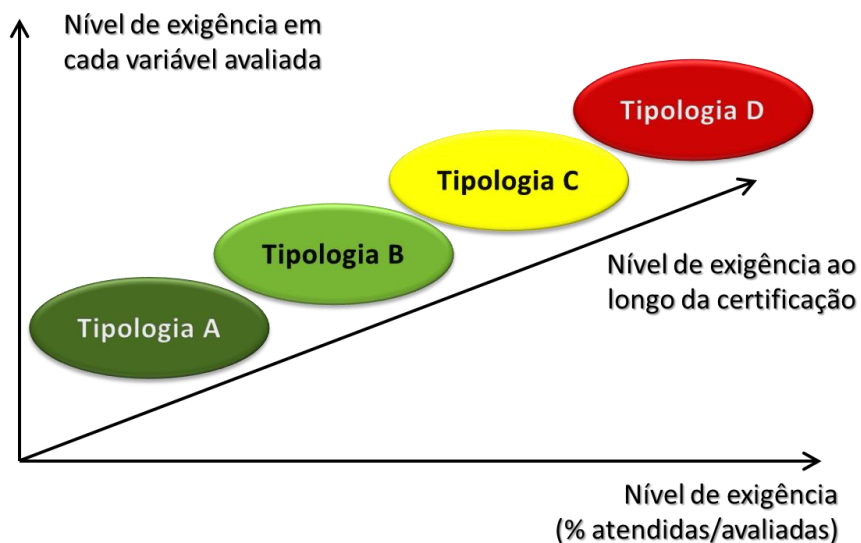 Nível de exigência em
cada variável avaliada
Tipologia D
Tipologia C
Tipologia B
Nível de exigência ao
longo da certificação
Tipologia A
Nível de exigência
(% atendidas/avaliadas)